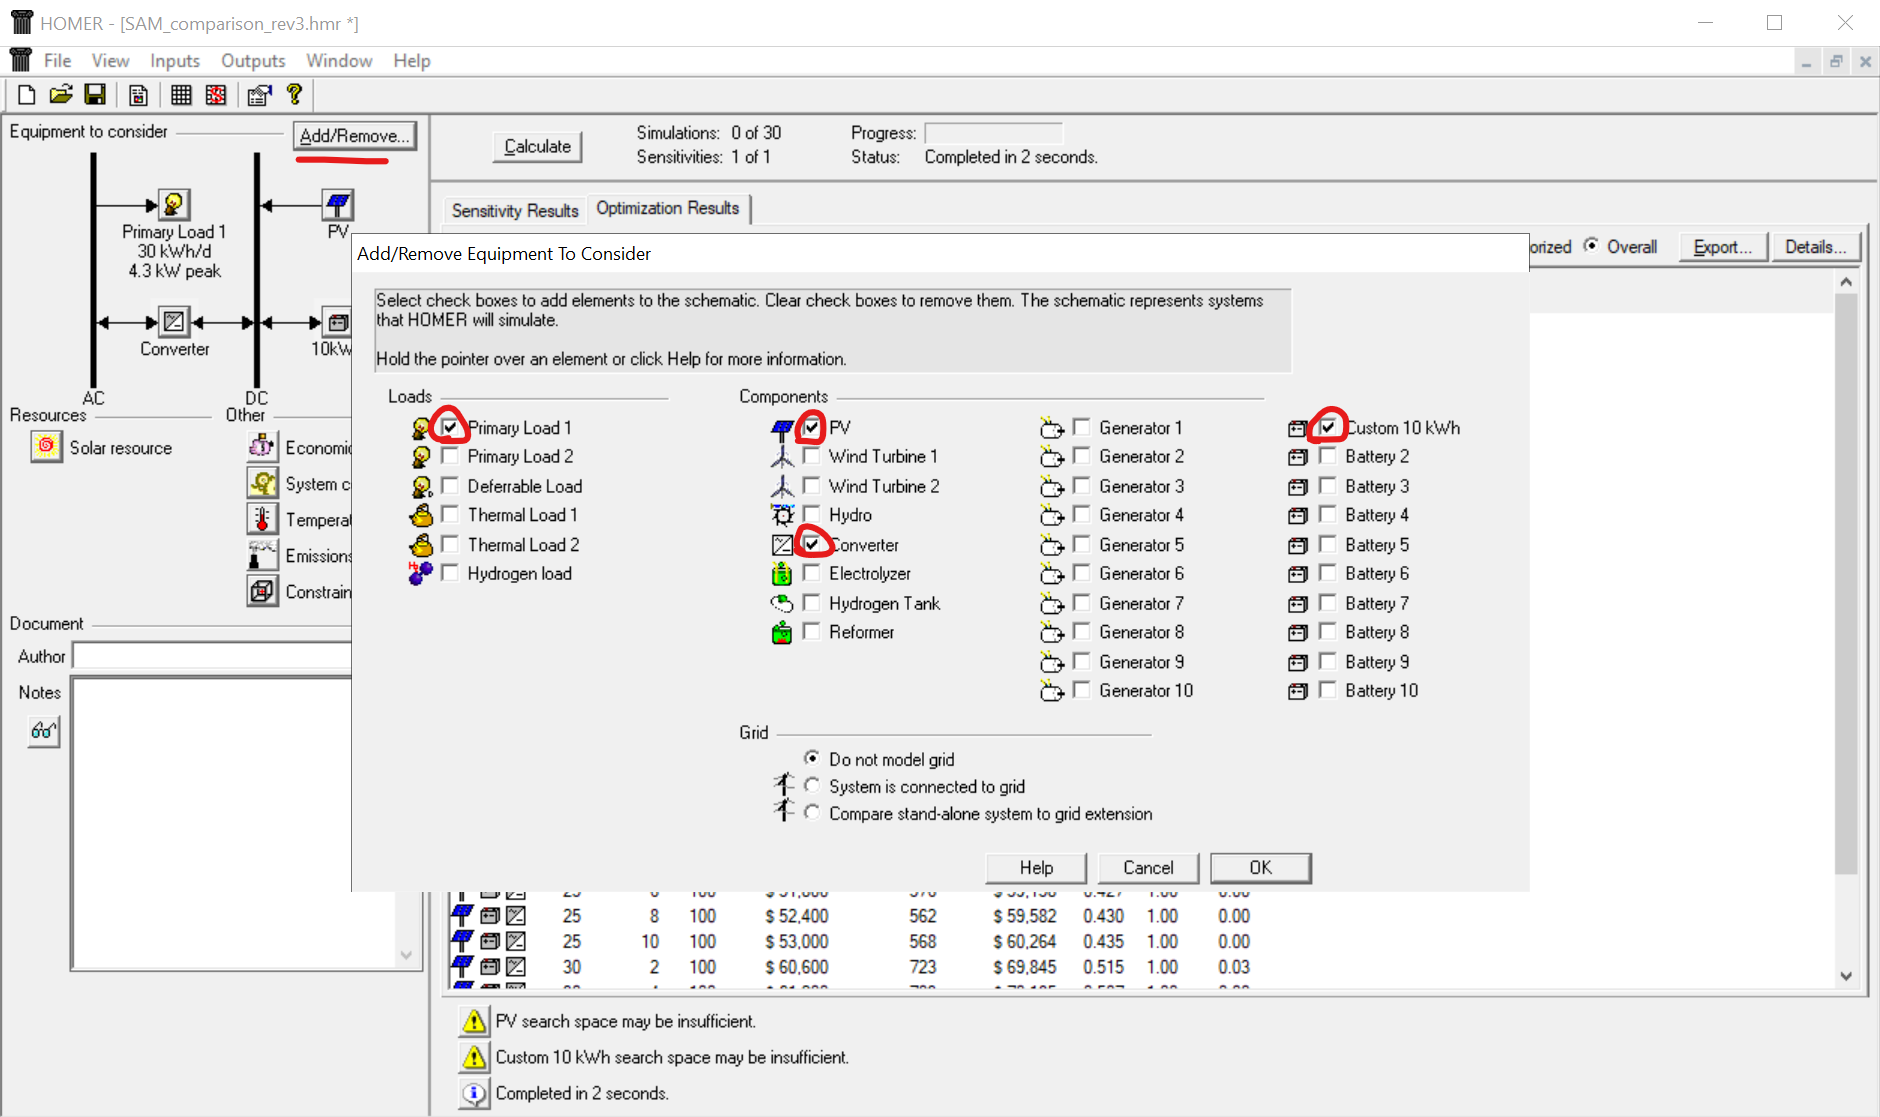 HOMER - [SAM_comparison_rev3.hmr *]
File View Inputs Outputs Window Help
Equipment to consider
Add/Remove...
Calculate
Simulations: 0 of 30
Sensitivities: 1 of 1
Progress:
Status: Completed in 2 seconds.
Primary Load 1
30 kWh/d
4.3 kW peak
PV
Converter
10kW
AC
DC
Resources
Other
Solar resource
Economic
System c
Temperat
Emissions
Constrain
Document
Author
Notes
Sensitivity Results
Optimization Results
orized
Overall
Export...
Details...
Add/Remove Equipment To Consider
Select check boxes to add elements to the schematic. Clear check boxes to remove them. The schematic represents systems
that HOMER will simulate.
Hold the pointer over an element or click Help for more information.
Loads
Primary Load 1
Primary Load 2
Deferrable Load
Thermal Load 1
Thermal Load 2
Hydrogen load
Components
PV
Wind Turbine 1
Wind Turbine 2
Hydro
Converter
Electrolyzer
Hydrogen Tank
Reformer
Generator 1
Generator 2
Generator 3
Generator 4
Generator 5
Generator 6
Generator 7
Generator 8
Generator 9
Generator 10
Custom 10 kWh
Battery 2
Battery 3
Battery 4
Battery 5
Battery 6
Battery 7
Battery 8
Battery 9
Battery 10
Grid
Do not model grid
System is connected to grid
Compare stand-alone system to grid extension
Help
Cancel
OK
25 8 100 $ 52,400 562 $ 59,582 0.430 1.00 0.00
25 10 100 $ 53,000 568 $ 60,264 0.435 1.00 0.00
30 2 100 $ 60,600 723 $ 69,845 0.515 1.00 0.03
PV search space may be insufficient.
Custom 10 kWh search space may be insufficient.
Completed in 2 seconds.